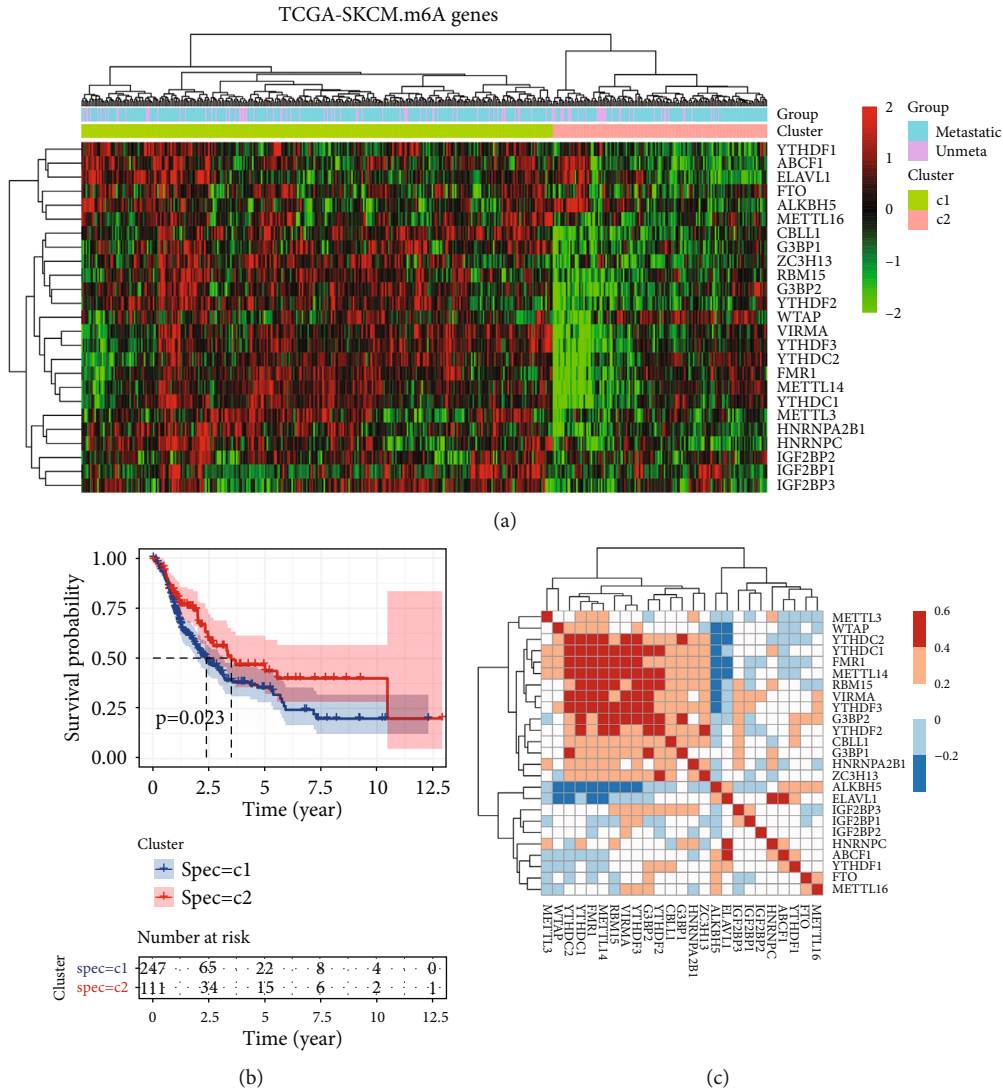 TCGA-SKCM.m6A genes
Group
Cluster
YTHDF1
ABCF1
ELAVL1
FTO
ALKBH5
METTL16
CBLL1
G3BP1
ZC3H13
RBM15
G3BP2
YTHDF2
WTAP
VIRMA
YTHDF3
YTHDC2
FMR1
METTL14
YTHDC1
METTL3
HNRNPA2B1
HNRNPC
IGF2BP2
IGF2BP1
IGF2BP3
2
1
0
−1
−2
Group
Metastatic
Unmeta
Cluster
c1
c2
(a)
Survival probability
1.00
0.75
0.50
0.25
0.00
p=0.023
0 2.5 5 7.5 10 12.5
Time (year)
Cluster
Spec=c1
Spec=c2
Number at risk
Cluster
spec=c1 247 65 22 8 4 0
spec=c2 111 34 15 6 2 1
0 2.5 5 7.5 10 12.5
Time (year)
(b)
METTL3
WTAP
YTHDC2
YTHDC1
FMR1
METTL14
RBM15
VIRMA
YTHDF3
G3BP2
YTHDF2
CBLL1
G3BP1
HNRNPA2B1
ZC3H13
ALKBH5
ELAVL1
IGF2BP3
IGF2BP1
IGF2BP2
HNRNPC
ABCF1
YTHDF1
FTO
METTL16
METTL3
WTAP
YTHDC2
YTHDC1
FMR1
METTL14
RBM15
VIRMA
YTHDF3
G3BP2
YTHDF2
CBLL1
G3BP1
HNRNPA2B1
ZC3H13
ALKBH5
ELAVL1
IGF2BP3
IGF2BP1
IGF2BP2
HNRNPC
ABCF1
YTHDF1
FTO
METTL16
0.6
0.4
0.2
0
−0.2
(c)